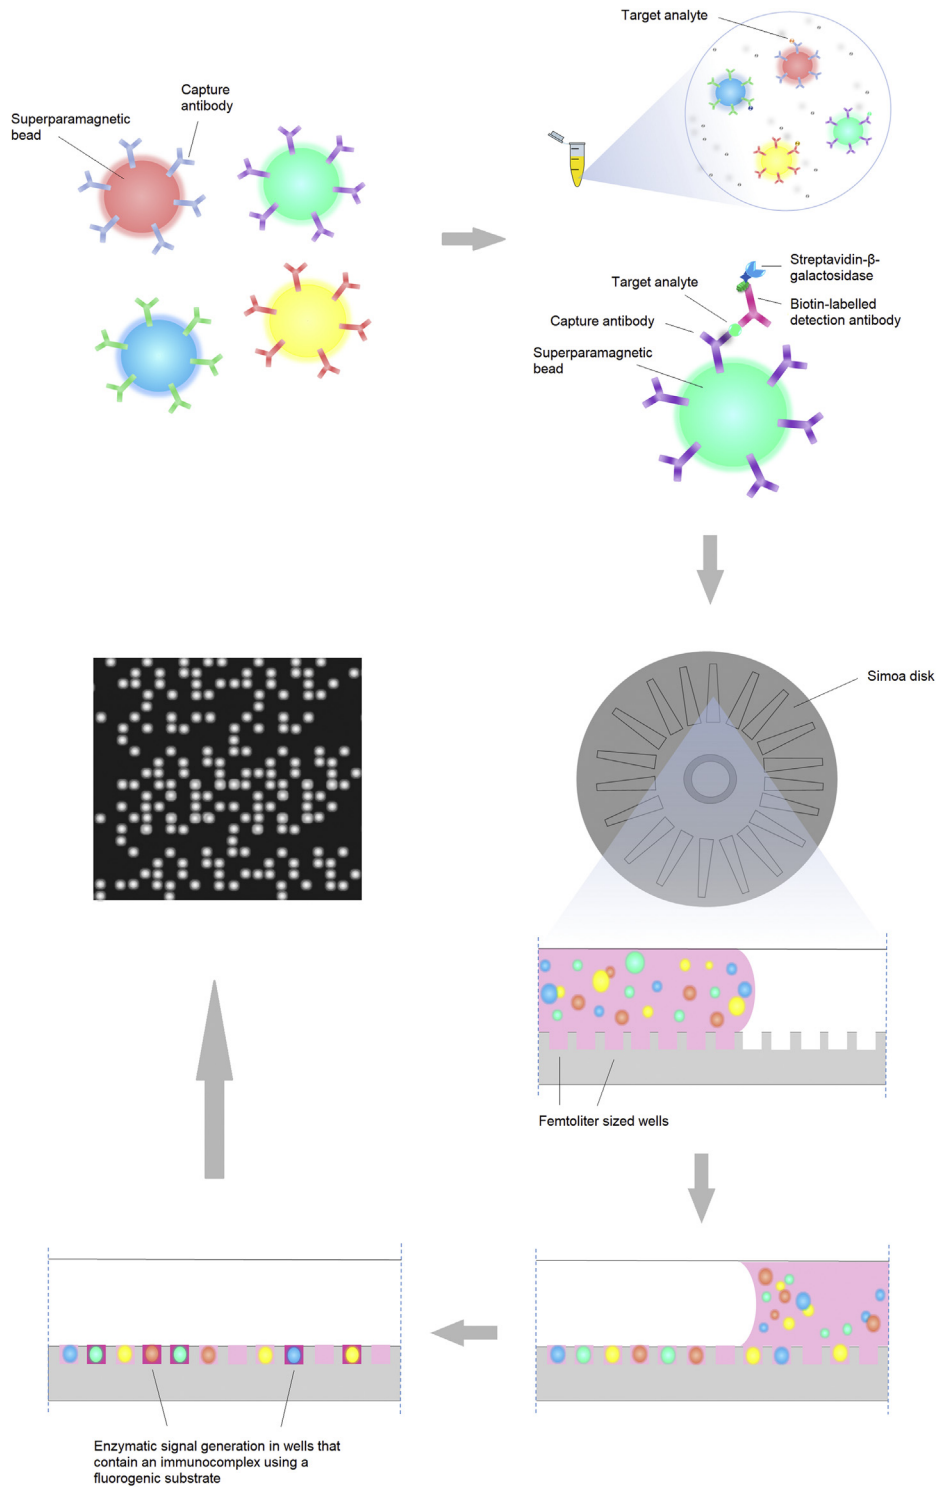 Target analyte
Capture
antibody
Superparamagnetic
bead
Streptavidin-β-
galactosidase
Target analyte
Biotin-labelled
detection antibody
Capture antibody
Superparamagnetic
bead
Simoa disk
Femtoliter sized wells
Enzymatic signal generation in wells that
contain an immunocomplex using a
fluorogenic substrate